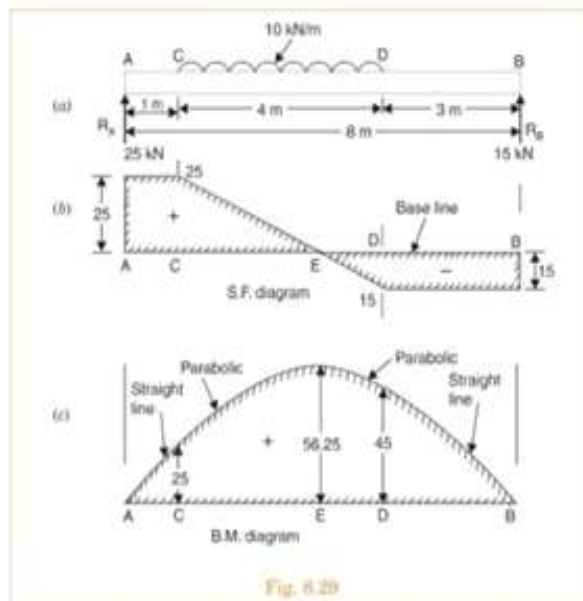 10 kN/m
A C D B
(a)
1 m 4 m 3 m
8 m
R_A R_B
25 kN 15 kN
25
(b) 25 + D Base line B
A C E – 15
S.F. diagram 15
Parabolic Parabolic
Straight line Straight line
(c) + 56.25 45
25
A C E D B
B.M. diagram
Fig. 6.29